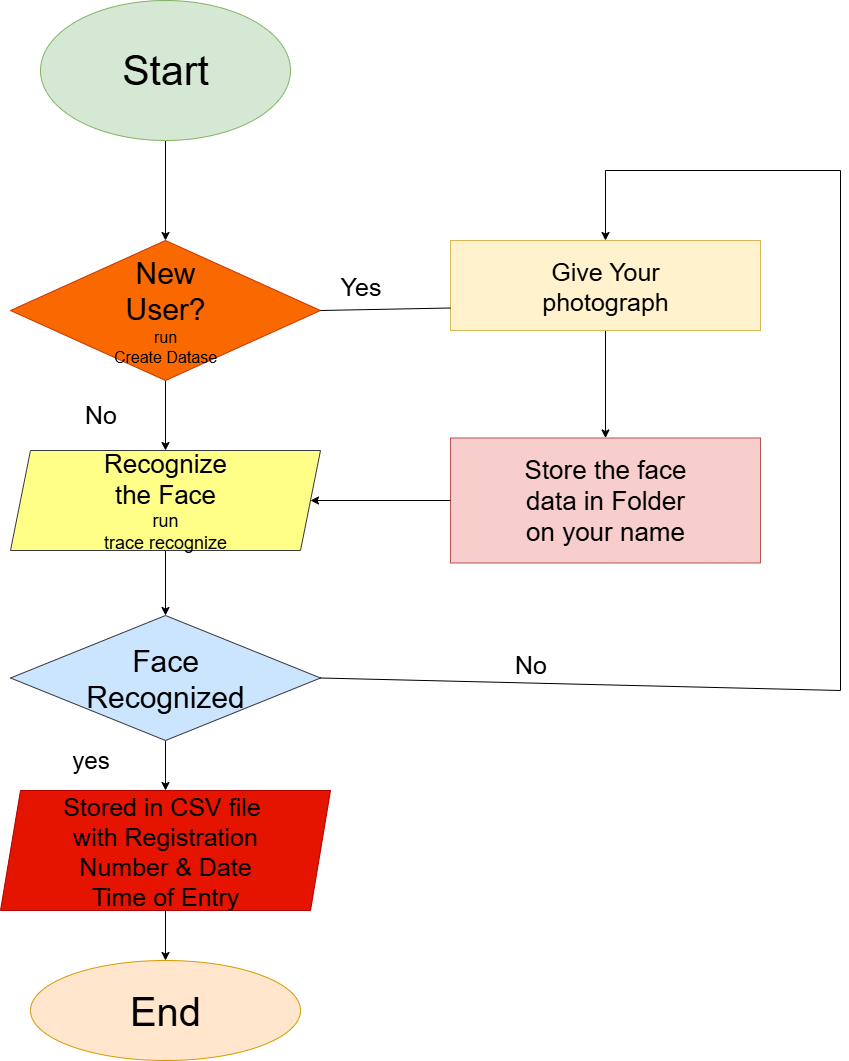 Start
New
User?
run
Create Datase
Yes
Give Your
photograph
No
Recognize
the Face
run
trace recognize
Store the face
data in Folder
on your name
Face
Recognized
No
yes
Stored in CSV file
with Registration
Number & Date
Time of Entry
End